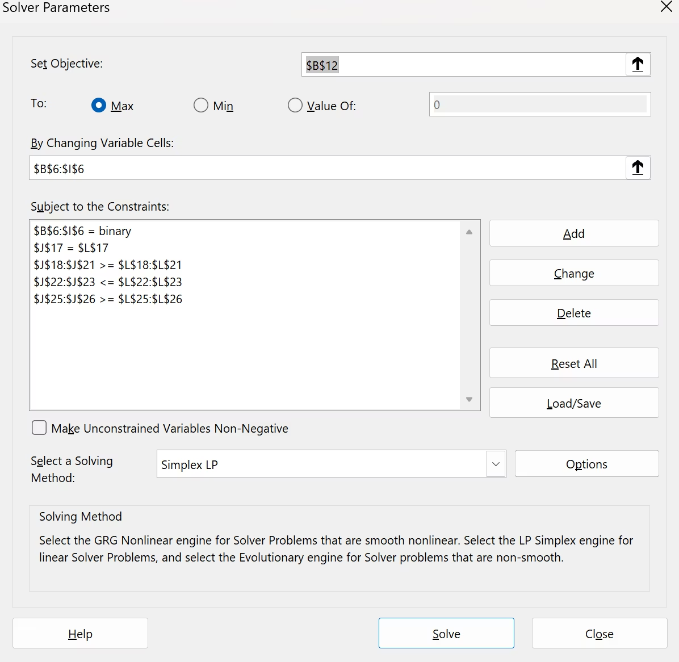 Solver Parameters
Set Objective:
$B$12
To:
Max
Min
Value Of:
0
By Changing Variable Cells:
$B$6:$I$6
Subject to the Constraints:
$B$6:$I$6 = binary
$J$17 = $L$17
$J$18:$J$21 >= $L$18:$L$21
$J$22:$J$23 <= $L$22:$L$23
$J$25:$J$26 >= $L$25:$L$26
Add
Change
Delete
Reset All
Load/Save
Make Unconstrained Variables Non-Negative
Select a Solving
Method:
Simplex LP
Options
Solving Method
Select the GRG Nonlinear engine for Solver Problems that are smooth nonlinear. Select the LP Simplex engine for
linear Solver Problems, and select the Evolutionary engine for Solver problems that are non-smooth.
Help
Solve
Close